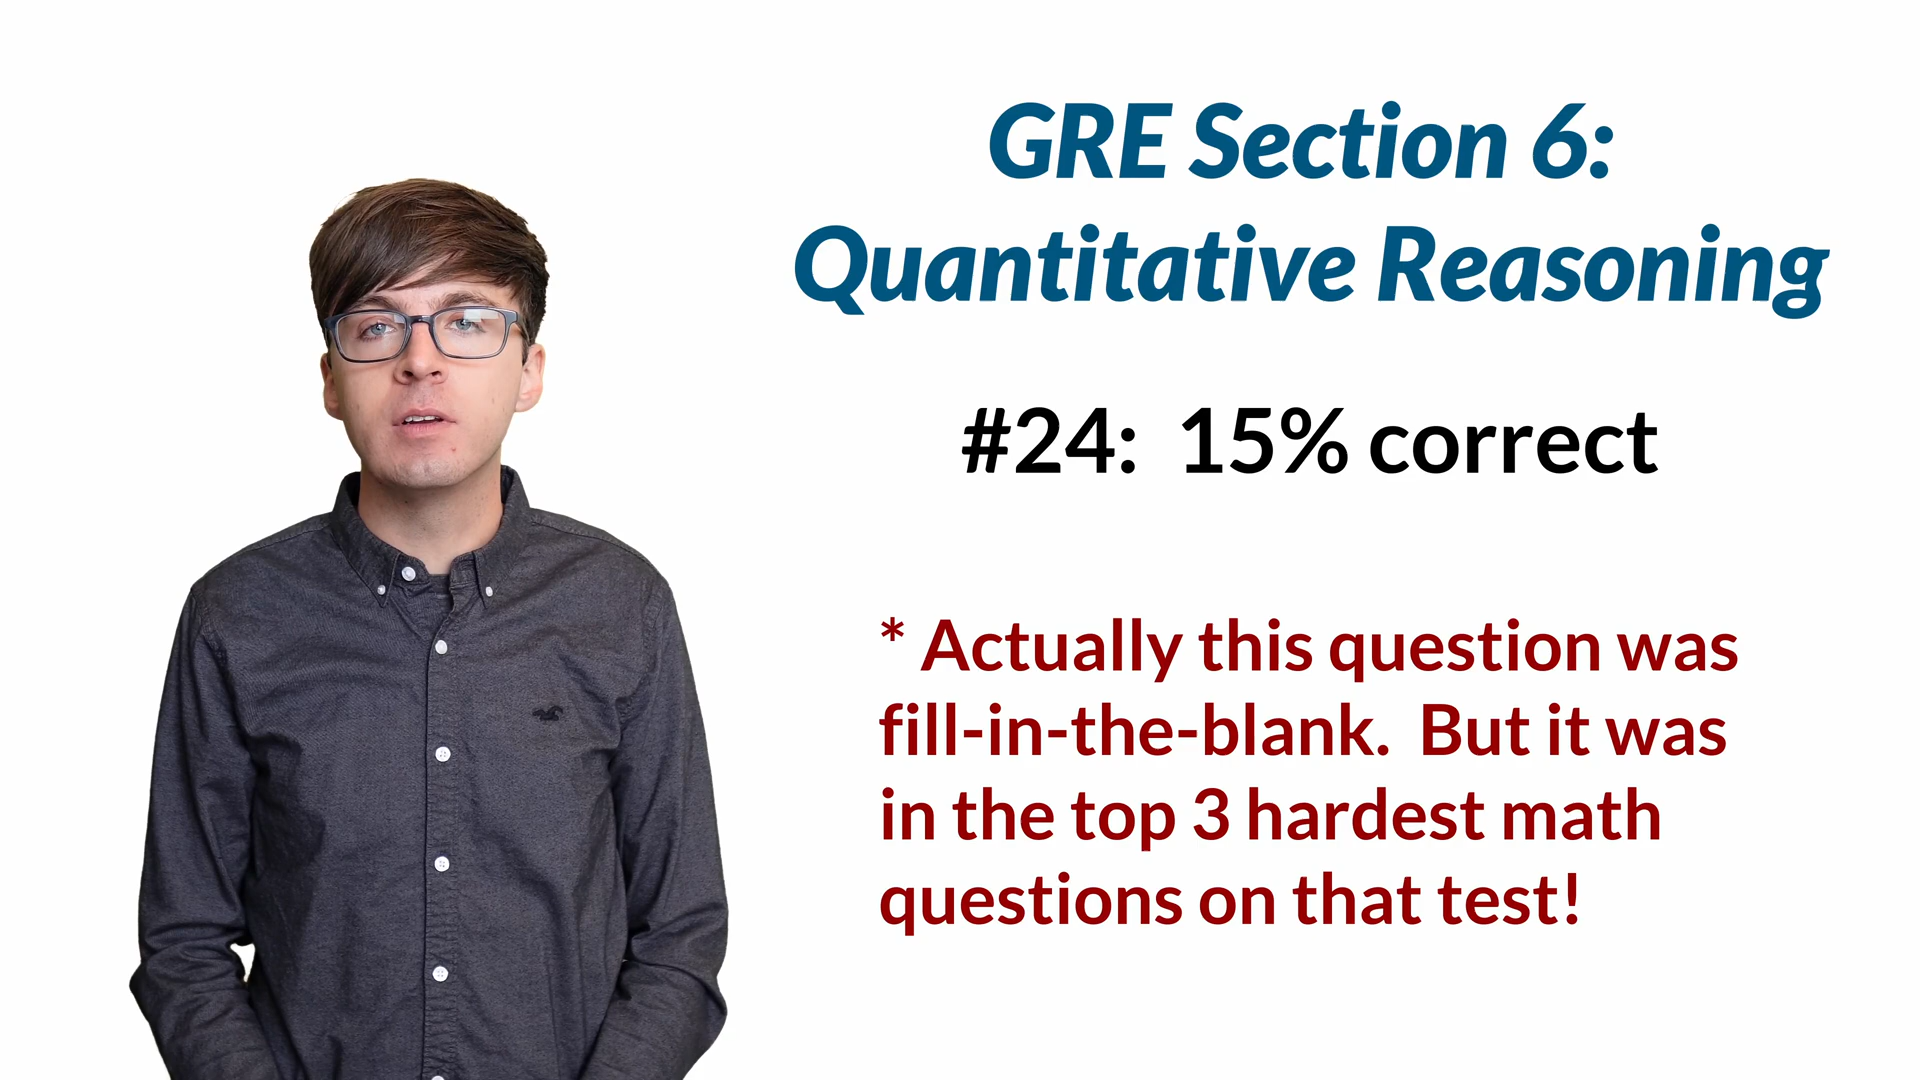 GRE Section 6:
Quantitative Reasoning
#24: 15% correct
* Actually this question was
fill-in-the-blank. But it was
in the top 3 hardest math
questions on that test!